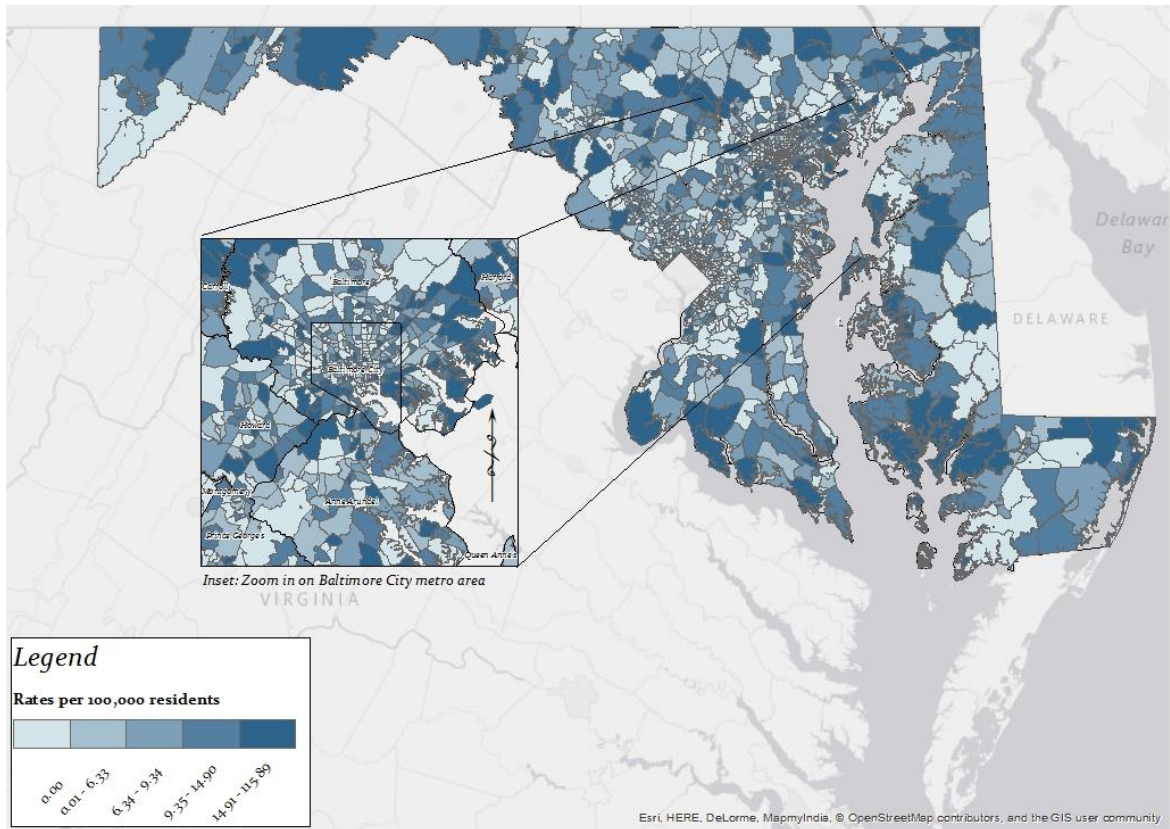 Delaware
Bay
DELAWARE
Harford
Baltimore
Carroll
Baltimore City
Howard
Montgomery
Anne Arundel
Prince George's
Queen Anne's
Inset: Zoom in on Baltimore City metro area
VIRGINIA
Legend
Rates per 100,000 residents
0.00
0.01 - 6.33
6.34 - 9.34
9.35 - 14.90
14.91 - 115.89
Esri, HERE, DeLorme, MapmyIndia, © OpenStreetMap contributors, and the GIS user community